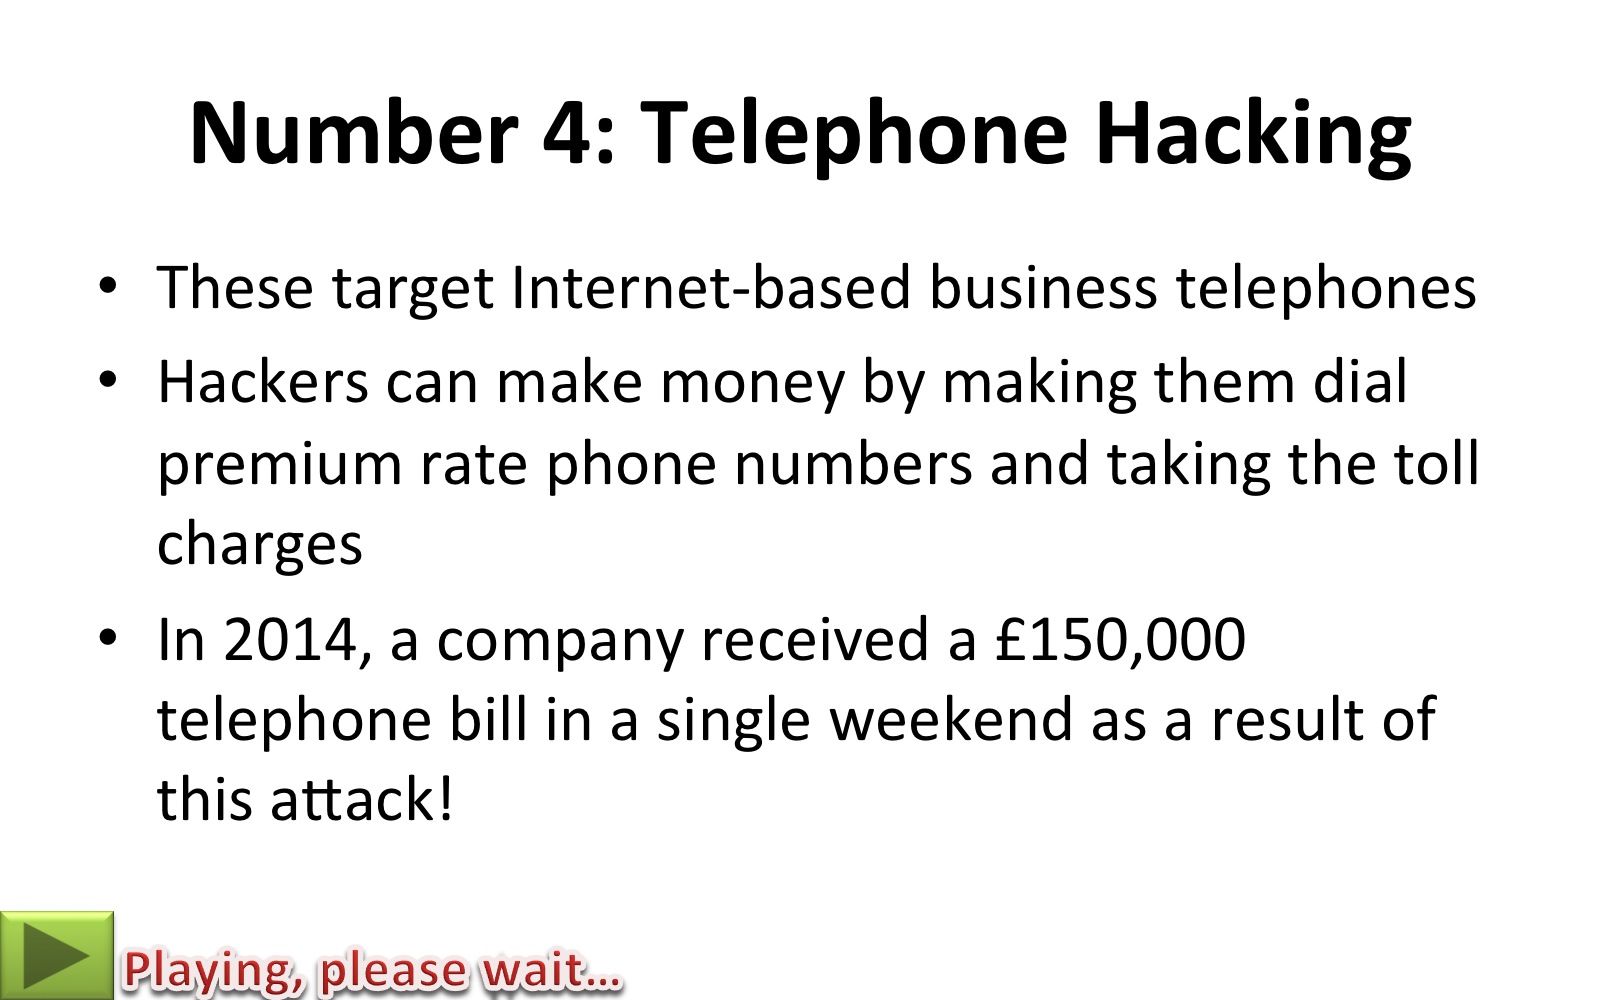 Number 4: Telephone Hacking
• These target Internet-based business telephones
• Hackers can make money by making them dial
premium rate phone numbers and taking the toll
charges
• In 2014, a company received a £150,000
telephone bill in a single weekend as a result of
this attack!
Playing, please wait...